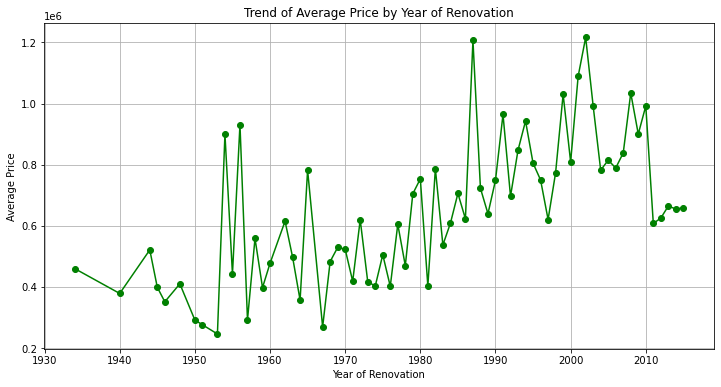 Trend of Average Price by Year of Renovation
1e6
1.2
1.0
0.8
0.6
0.4
0.2
Average Price
1930 1940 1950 1960 1970 1980 1990 2000 2010
Year of Renovation